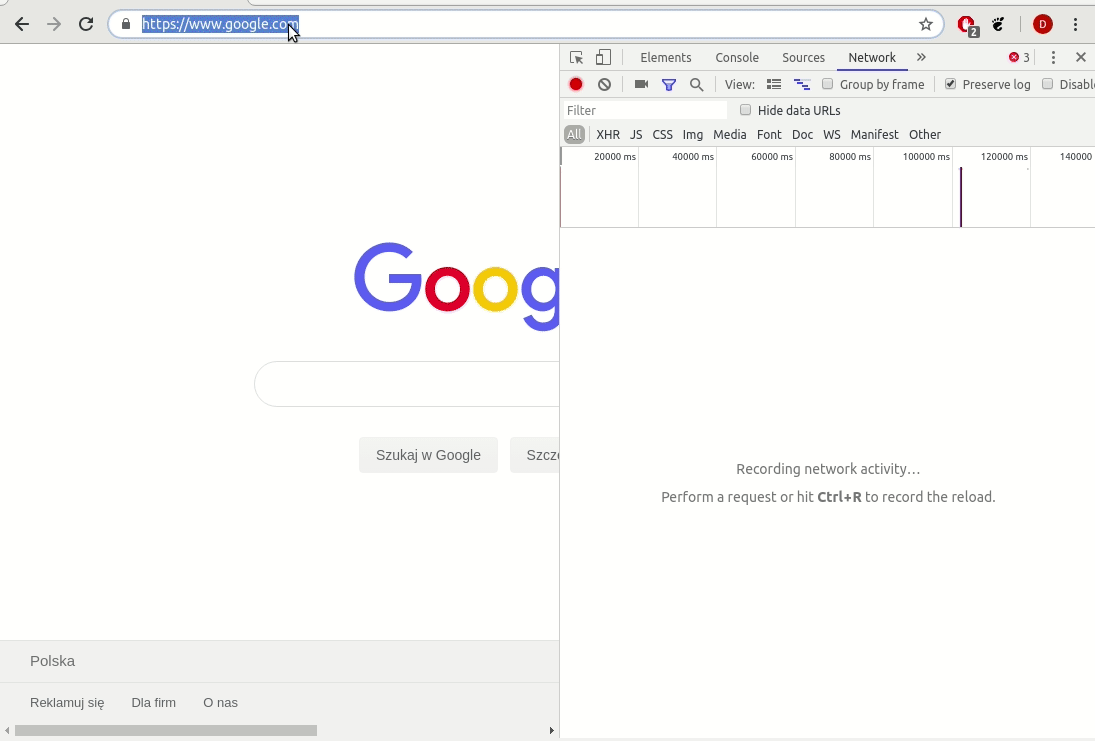 https://www.google.com
2
D
Elements Console Sources Network » 3
View: Group by frame Preserve log
Filter Hide data URLs
All XHR JS CSS Img Media Font Doc WS Manifest Other
20000 ms 40000 ms 60000 ms 80000 ms 100000 ms 120000 ms 140000
Goog
Szukaj w Google
Recording network activity…
Perform a request or hit Ctrl+R to record the reload.
Polska
Reklamuj się Dla firm O nas